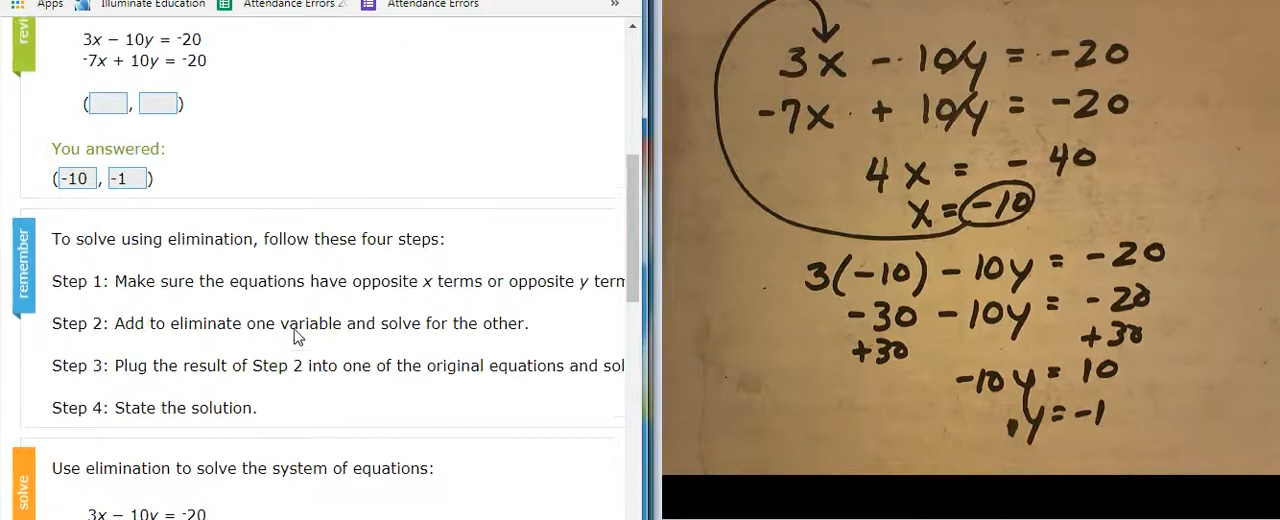 Apps Illuminate Education Attendance Errors 2 Attendance Errors »
3x − 10y = -20
-7x + 10y = -20
( , )
You answered:
(-10, -1)
remember
To solve using elimination, follow these four steps:
Step 1: Make sure the equations have opposite x terms or opposite y term
Step 2: Add to eliminate one variable and solve for the other.
Step 3: Plug the result of Step 2 into one of the original equations and sol
Step 4: State the solution.
solve
Use elimination to solve the system of equations:
3x − 10y = -20
3x - 10y = -20
-7x + 10y = -20
4x = -40
x = -10
3(-10) - 10y = -20
-30 - 10y = -20
+30 +30
-10y = 10
y = -1